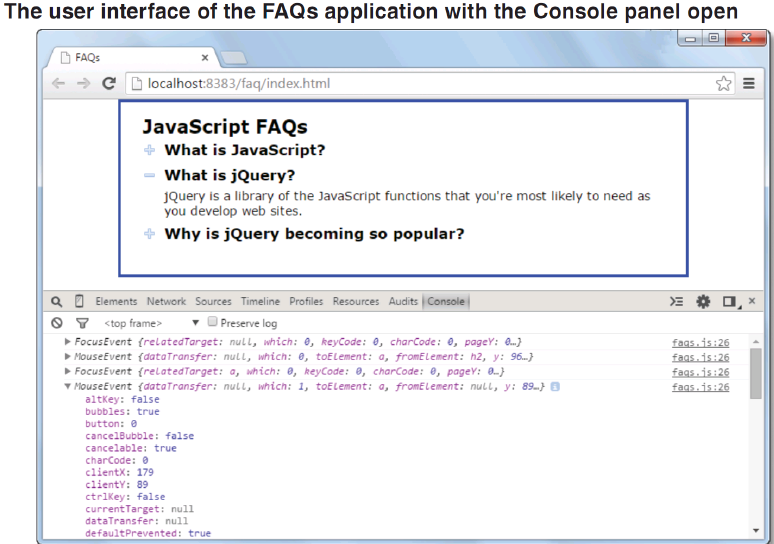 The user interface of the FAQs application with the Console panel open
FAQs
localhost:8383/faq/index.html
JavaScript FAQs
What is JavaScript?
What is jQuery?
jQuery is a library of the JavaScript functions that you're most likely to need as
you develop web sites.
Why is jQuery becoming so popular?
Elements Network Sources Timeline Profiles Resources Audits Console
<top frame> Preserve log
FocusEvent {relatedTarget: null, which: 0, keyCode: 0, charCode: 0, pageY: 0…} faqs.js:26
MouseEvent {dataTransfer: null, which: 0, toElement: a, fromElement: h2, y: 96…} faqs.js:26
FocusEvent {relatedTarget: a, which: 0, keyCode: 0, charCode: 0, pageY: 0…} faqs.js:26
MouseEvent {dataTransfer: null, which: 1, toElement: a, fromElement: null, y: 89…} faqs.js:26
altKey: false
bubbles: true
button: 0
cancelBubble: false
cancelable: true
charCode: 0
clientX: 179
clientY: 89
ctrlKey: false
currentTarget: null
dataTransfer: null
defaultPrevented: true